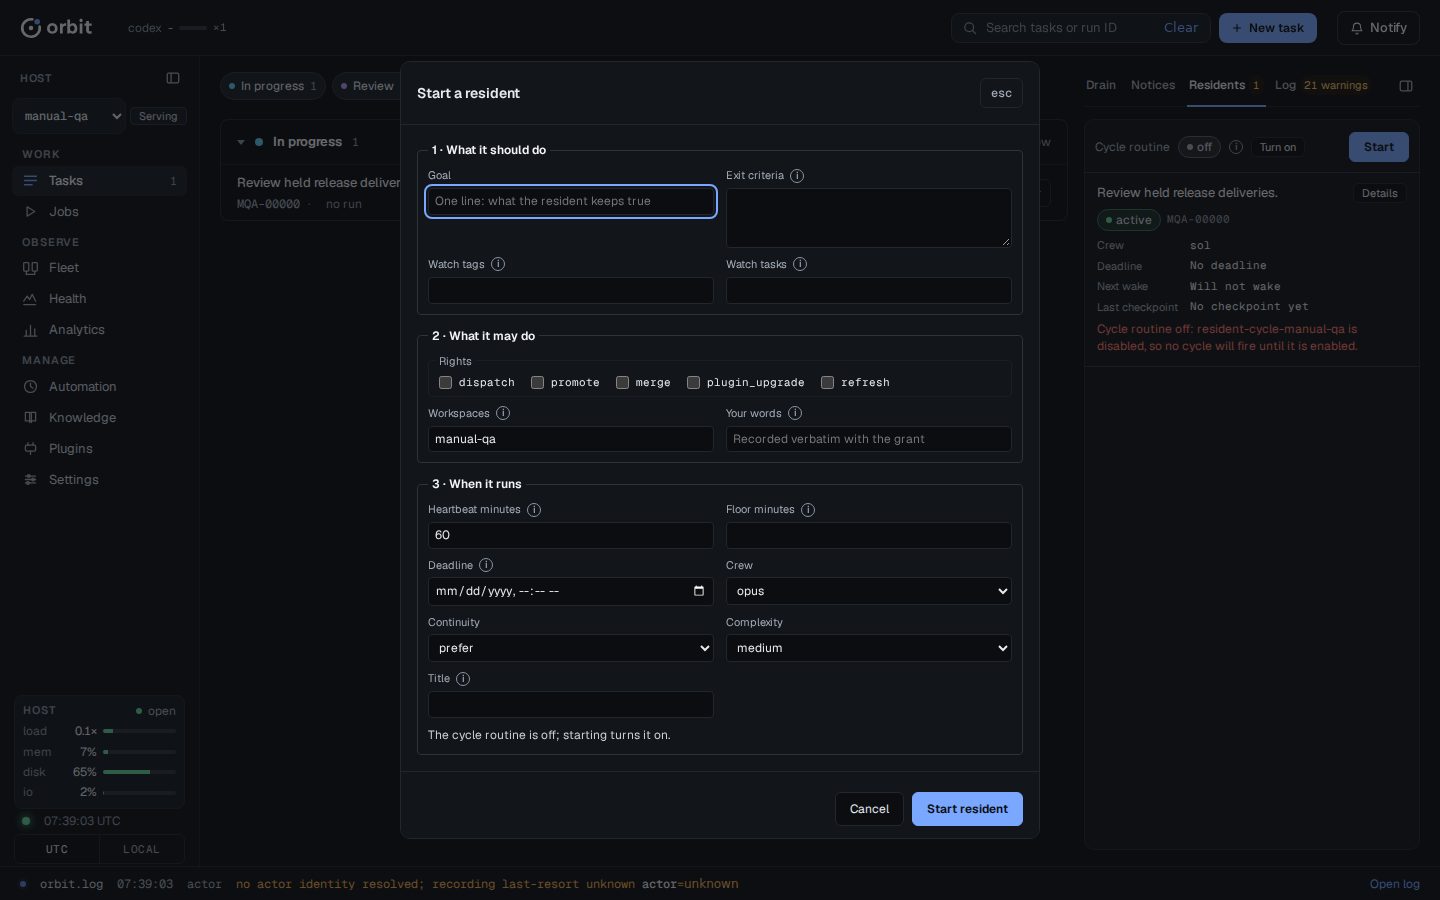 orbit
codex - ×1
Search tasks or run ID
Clear
+ New task
Notify
HOST
manual-qa
Serving
WORK
Tasks 1
Jobs
OBSERVE
Fleet
Health
Analytics
MANAGE
Automation
Knowledge
Plugins
Settings
HOST open
load 0.1×
mem 7%
disk 65%
io 2%
07:39:03 UTC
UTC LOCAL
In progress 1
Review
In progress 1
Review held release deliver
MQA-00000 · no run
Start a resident
esc
1 · What it should do
Goal
One line: what the resident keeps true
Exit criteria
Watch tags
Watch tasks
2 · What it may do
Rights
dispatch promote merge plugin_upgrade refresh
Workspaces
manual-qa
Your words
Recorded verbatim with the grant
3 · When it runs
Heartbeat minutes
60
Floor minutes
Deadline
mm/dd/yyyy, --:-- --
Crew
opus
Continuity
prefer
Complexity
medium
Title
The cycle routine is off; starting turns it on.
Cancel
Start resident
Drain Notices Residents 1 Log 21 warnings
Cycle routine off Turn on Start
Review held release deliveries.
Details
active MQA-00000
Crew sol
Deadline No deadline
Next wake Will not wake
Last checkpoint No checkpoint yet
Cycle routine off: resident-cycle-manual-qa is
disabled, so no cycle will fire until it is enabled.
orbit.log 07:39:03 actor no actor identity resolved; recording last-resort unknown actor=unknown
Open log